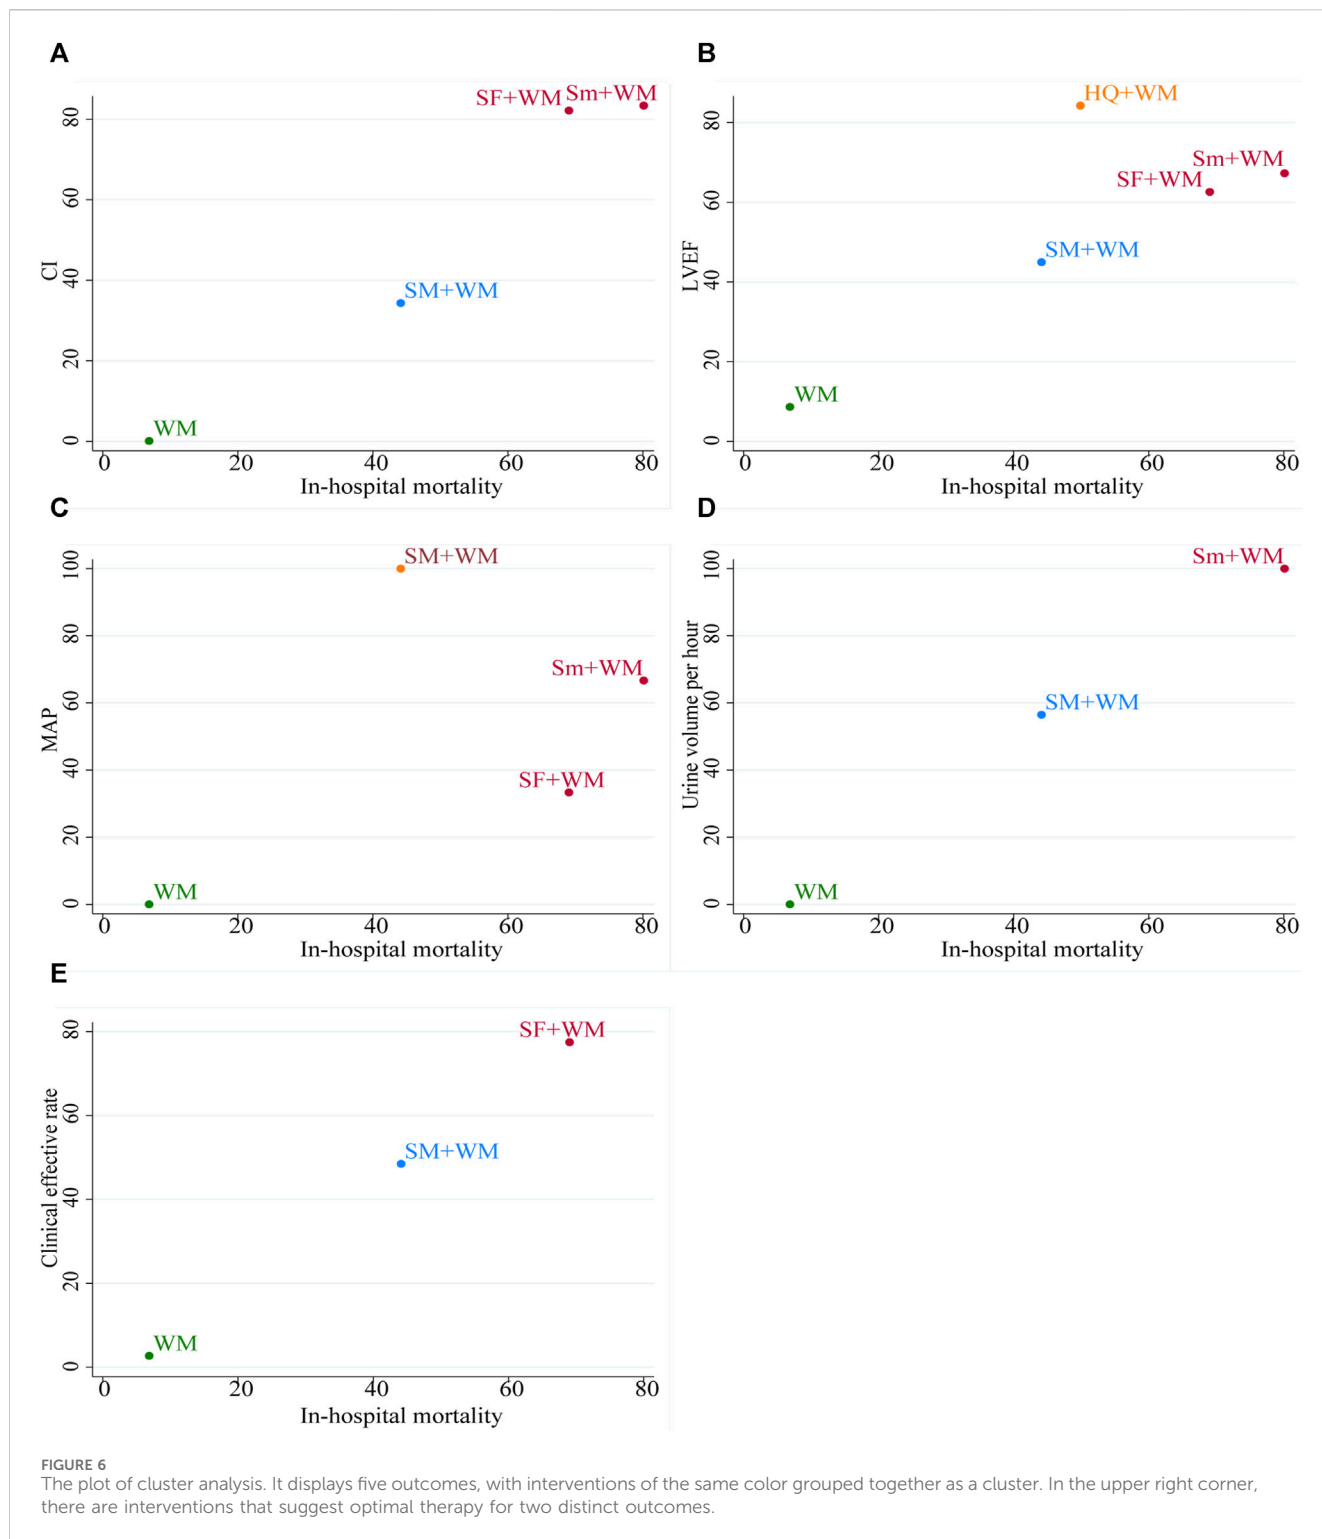 A
SF+WM Sm+WM
SM+WM
WM
CI
0 20 40 60 80
0 20 40 60 80
In-hospital mortality
B
HQ+WM
Sm+WM
SF+WM
SM+WM
WM
LVEF
0 20 40 60 80
0 20 40 60 80
In-hospital mortality
C
SM+WM
Sm+WM
SF+WM
WM
MAP
0 20 40 60 80 100
0 20 40 60 80
In-hospital mortality
D
Sm+WM
SM+WM
WM
Urine volume per hour
0 20 40 60 80 100
0 20 40 60 80
In-hospital mortality
E
SF+WM
SM+WM
WM
Clinical effective rate
0 20 40 60 80
0 20 40 60 80
In-hospital mortality
FIGURE 6
The plot of cluster analysis. It displays five outcomes, with interventions of the same color grouped together as a cluster. In the upper right corner,
there are interventions that suggest optimal therapy for two distinct outcomes.